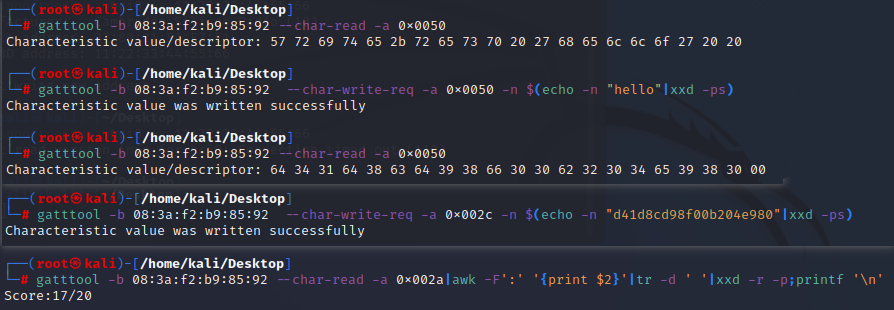 ┌──(root㉿kali)-[/home/kali/Desktop]
└─# gatttool -b 08:3a:f2:b9:85:92 --char-read -a 0×0050
Characteristic value/descriptor: 57 72 69 74 65 2b 72 65 73 70 20 27 68 65 6c 6c 6f 27 20 20
┌──(root㉿kali)-[/home/kali/Desktop]
└─# gatttool -b 08:3a:f2:b9:85:92 --char-write-req -a 0×0050 -n $(echo -n "hello"|xxd -ps)
Characteristic value was written successfully
┌──(root㉿kali)-[/home/kali/Desktop]
└─# gatttool -b 08:3a:f2:b9:85:92 --char-read -a 0×0050
Characteristic value/descriptor: 64 34 31 64 38 63 64 39 38 66 30 30 62 32 30 34 65 39 38 30 00
┌──(root㉿kali)-[/home/kali/Desktop]
└─# gatttool -b 08:3a:f2:b9:85:92 --char-write-req -a 0×002c -n $(echo -n "d41d8cd98f00b204e980"|xxd -ps)
Characteristic value was written successfully
┌──(root㉿kali)-[/home/kali/Desktop]
└─# gatttool -b 08:3a:f2:b9:85:92 --char-read -a 0×002a|awk -F':' '{print $2}'|tr -d ' '|xxd -r -p;printf '\n'
Score:17/20